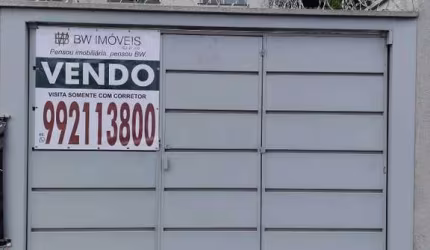 BW IMÓVEIS
Pensou imobiliária, pensou BW.
VENDO
VISITA SOMENTE COM CORRETOR
992113800